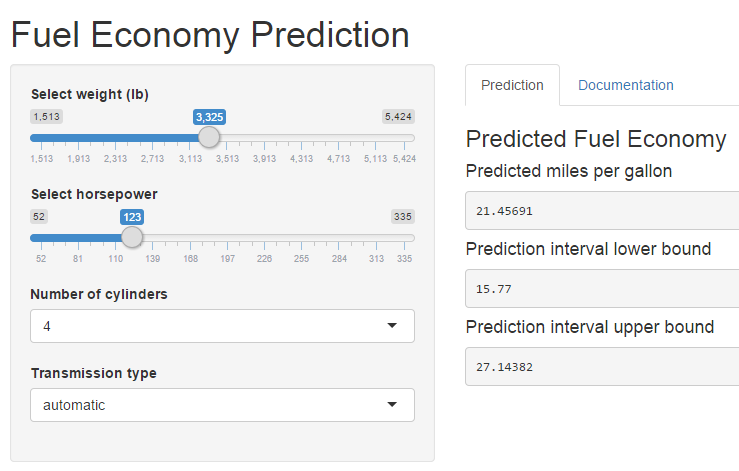 Fuel Economy Prediction
Select weight (lb)
1,513 3,325 5,424
1,513 1,913 2,313 2,713 3,113 3,513 3,913 4,313 4,713 5,113 5,424
Select horsepower
52 123 335
52 81 110 139 168 197 226 255 284 313 335
Number of cylinders
4
Transmission type
automatic
Prediction Documentation
Predicted Fuel Economy
Predicted miles per gallon
21.45691
Prediction interval lower bound
15.77
Prediction interval upper bound
27.14382